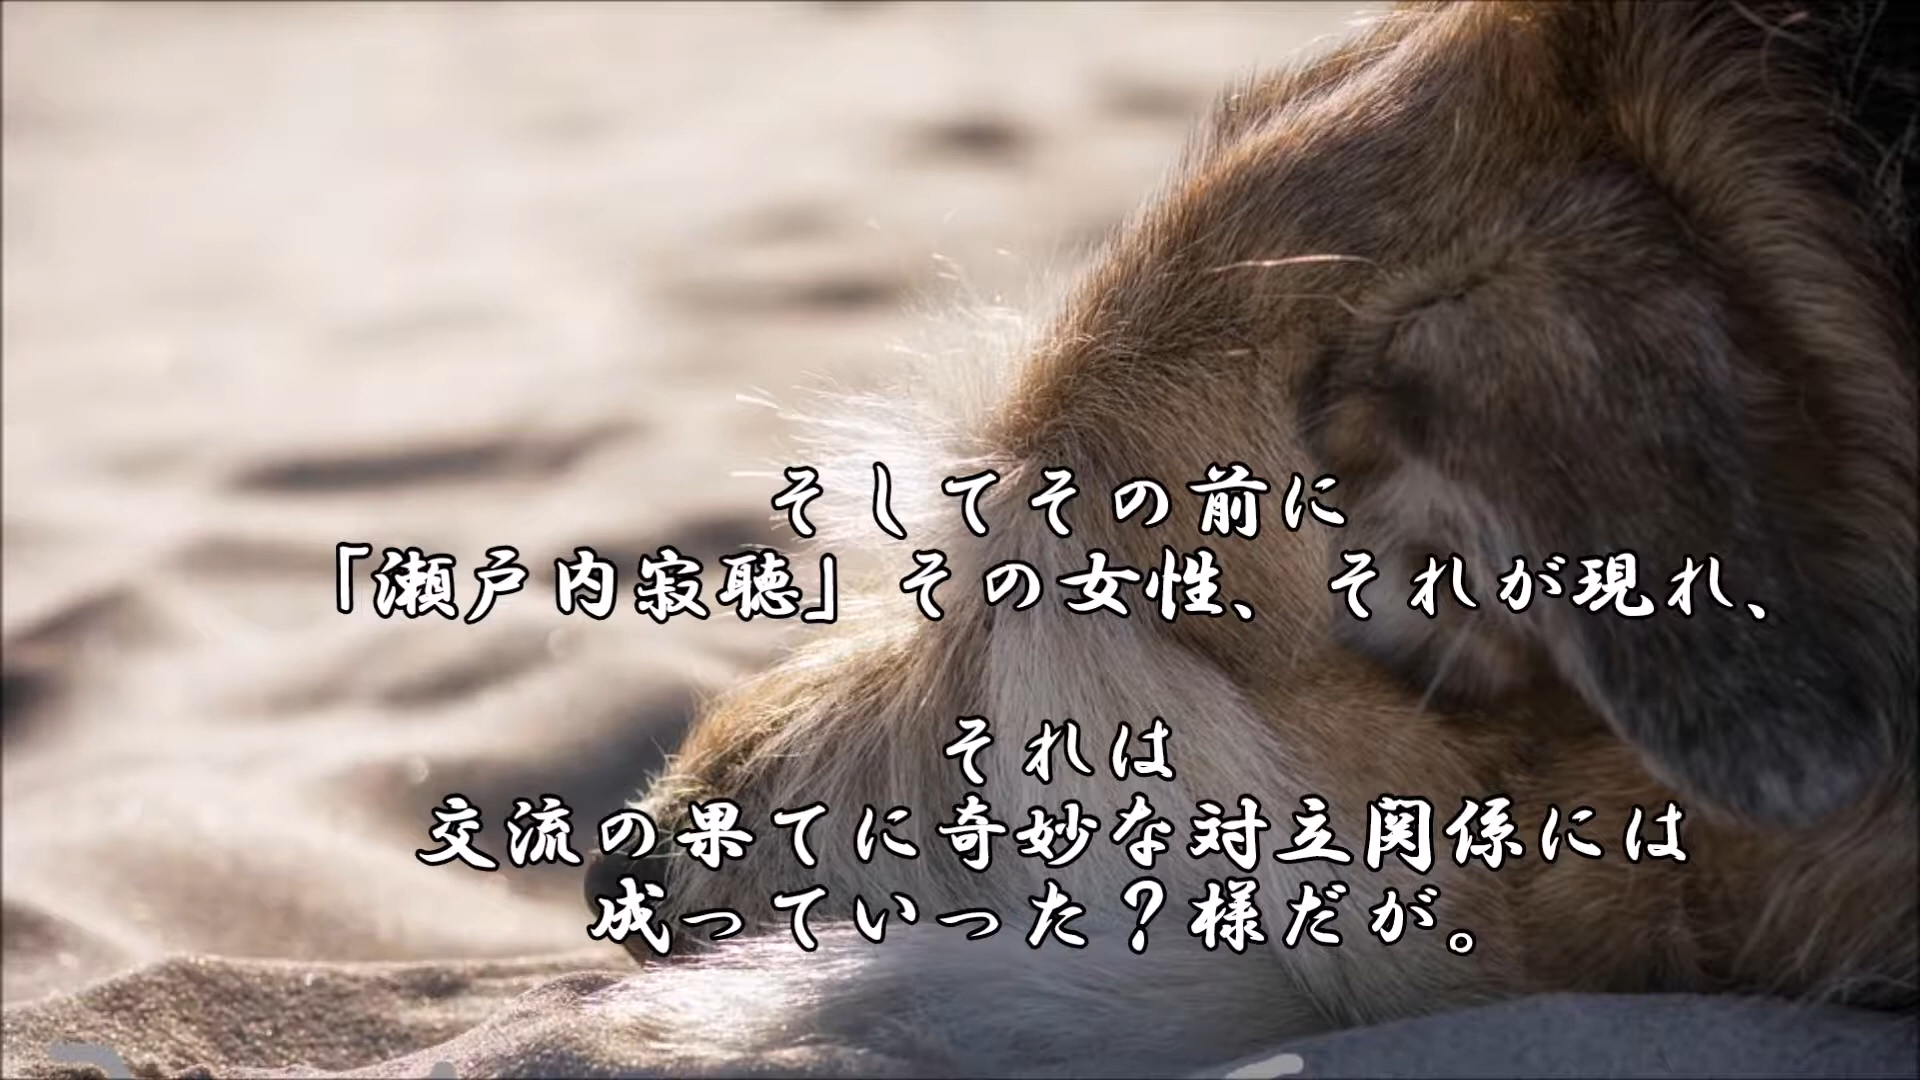 そしてその前に
「瀬戸内寂聴」その女性、それが現れ、
それは
交流の果てに奇妙な対立関係には
成っていった？様だが。